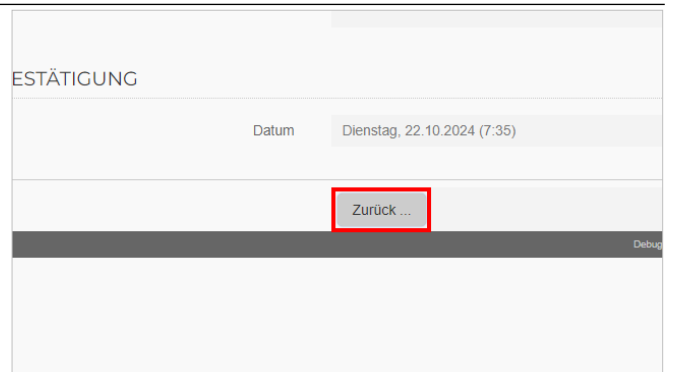 ESTÄTIGUNG
Datum Dienstag, 22.10.2024 (7:35)
Zurück ...
Debug